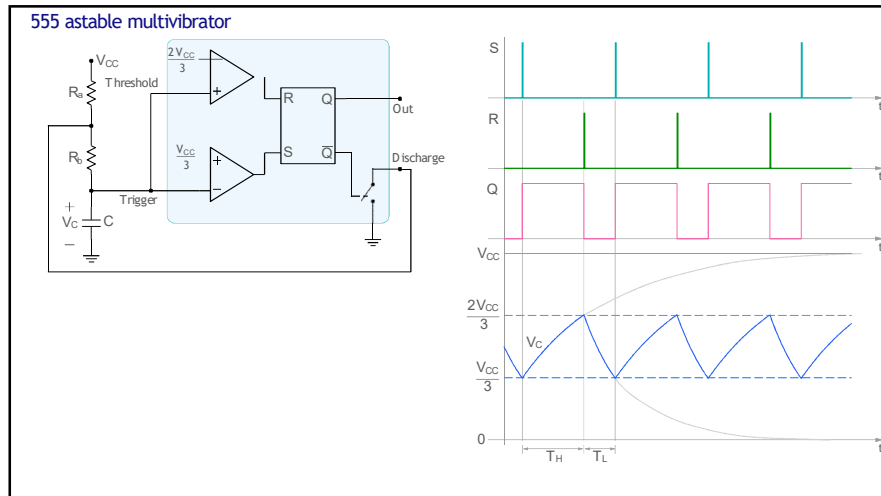 555 astable multivibrator
VCC
Ra
Threshold
2VCC
3
+
R
Q
Out
Rb
VCC
3
+
−
S
Q̅
Discharge
Trigger
+
VC
C
−
S
t
R
t
Q
t
VCC
2VCC
3
VC
VCC
3
0
t
TH
TL